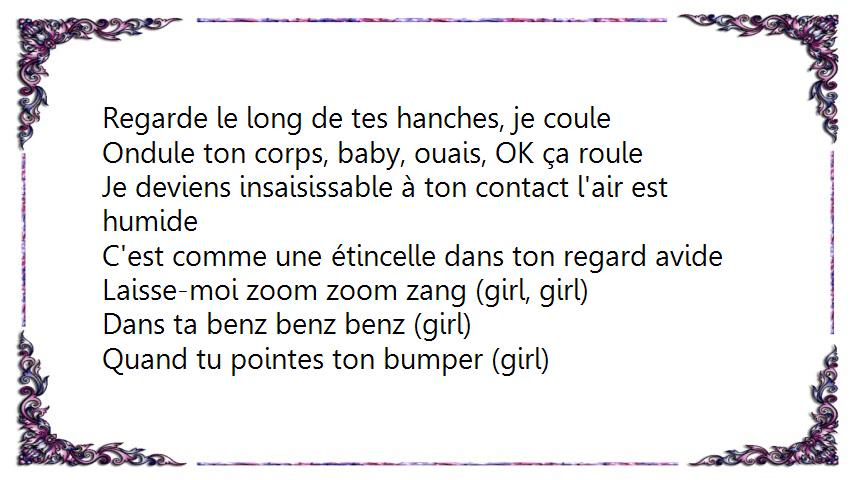 Regarde le long de tes hanches, je coule
Ondule ton corps, baby, ouais, OK ça roule
Je deviens insaisissable à ton contact l'air est
humide
C'est comme une étincelle dans ton regard avide
Laisse-moi zoom zoom zang (girl, girl)
Dans ta benz benz benz (girl)
Quand tu pointes ton bumper (girl)